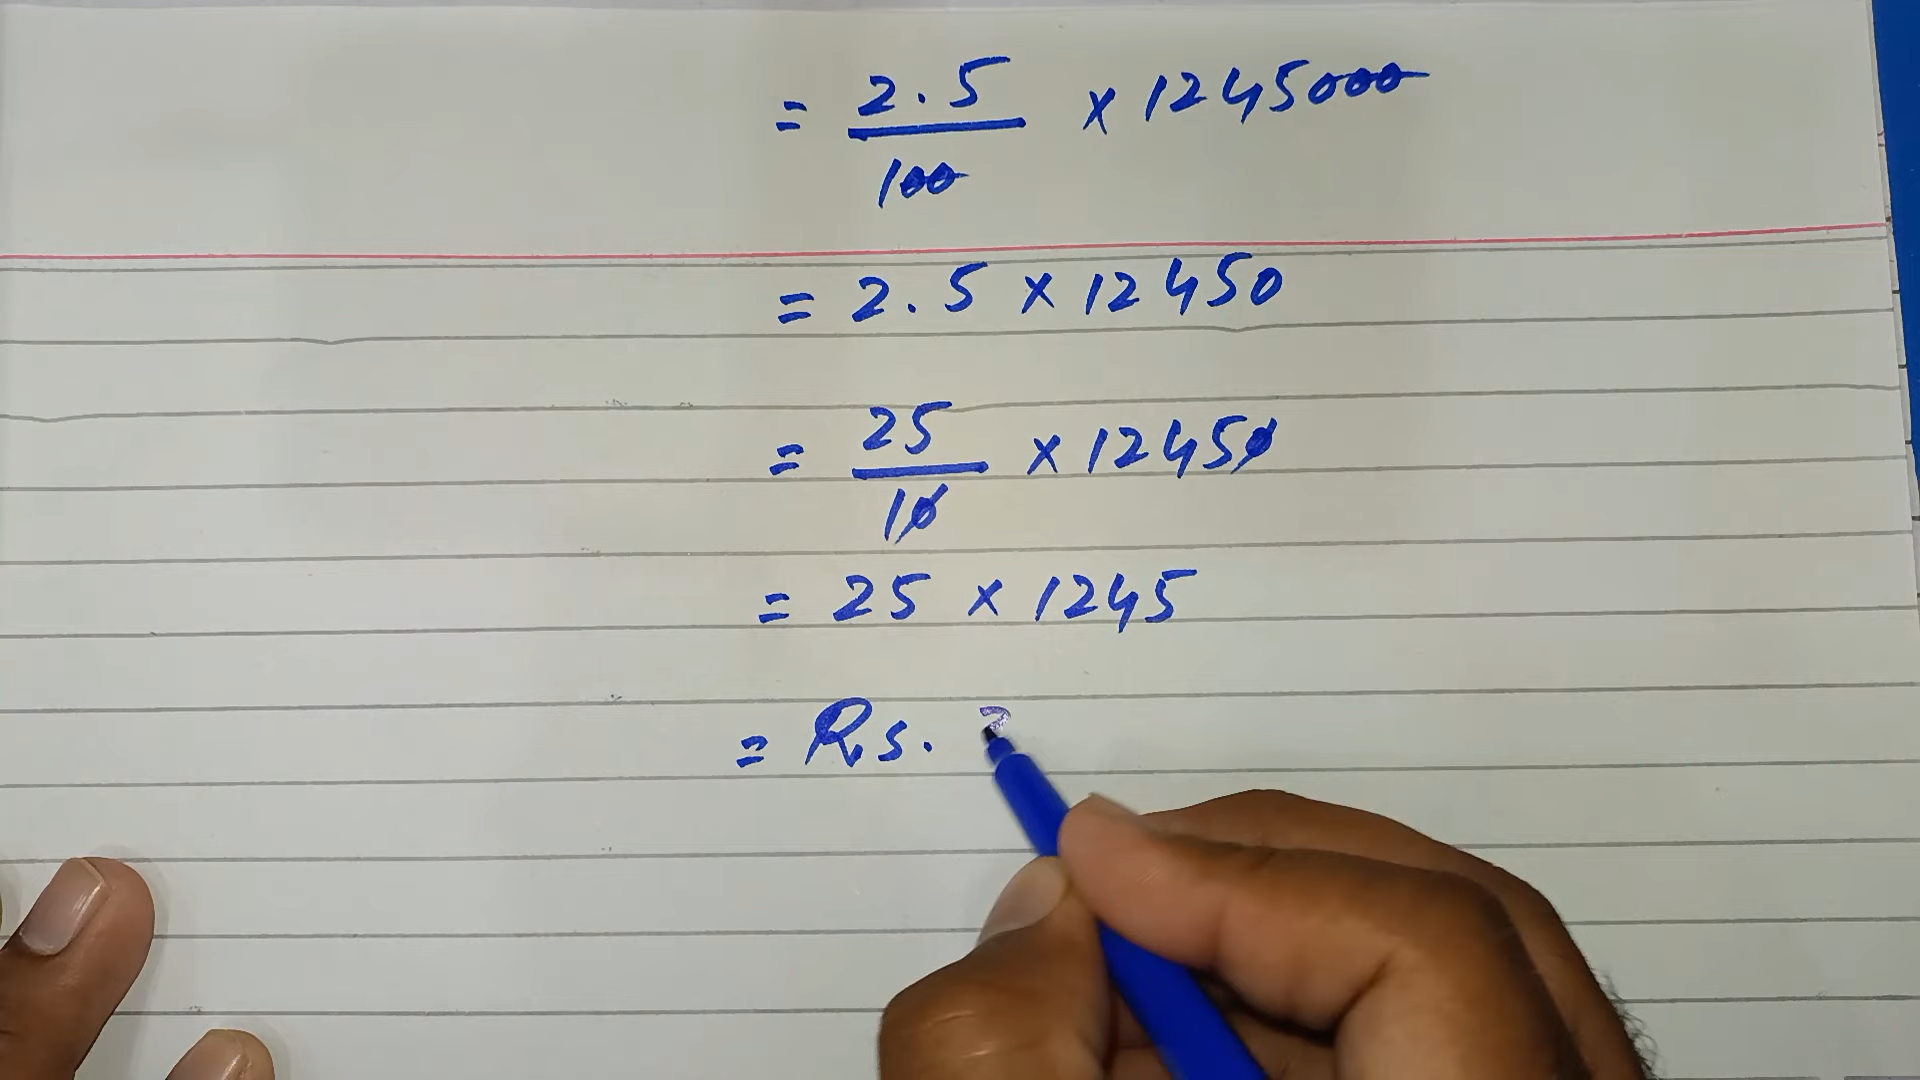 = 2.5/100 × 1245000
= 2.5 × 12450
= 25/10 × 12450
= 25 × 1245
= Rs.